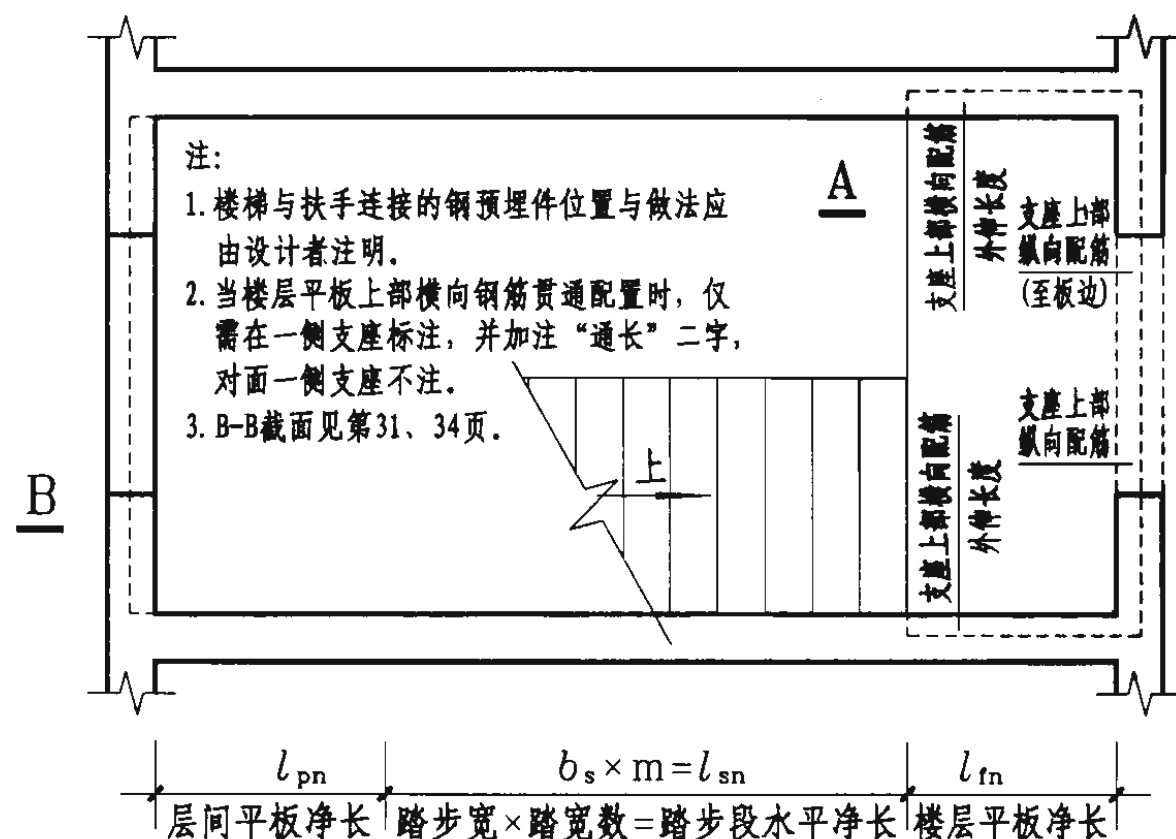 注:
1. 楼梯与扶手连接的钢预埋件位置与做法应
由设计者注明。
2. 当楼层平板上部横向钢筋贯通配置时, 仅
需在一侧支座标注, 并加注“通长”二字,
对面一侧支座不注。
3. B-B截面见第31、34页。
A
支座上部横向配筋
外伸长度
支座上部
纵向配筋
(至板边)
B
上
支座上部横向配筋
外伸长度
支座上部
纵向配筋
lpn
bs×m=lsn
lfn
层间平板净长
踏步宽×踏宽数=踏步段水平净长
楼层平板净长